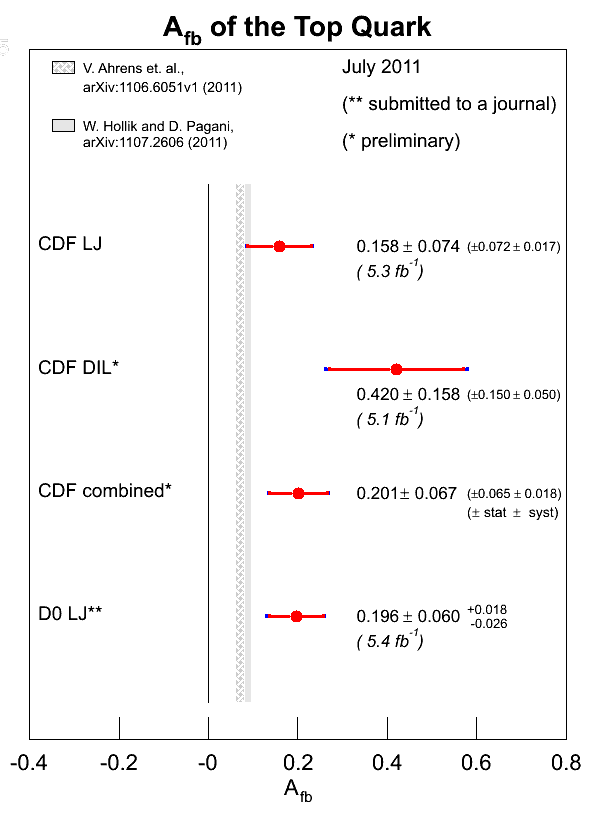 A_fb of the Top Quark
V. Ahrens et. al.,
arXiv:1106.6051v1 (2011)
W. Hollik and D. Pagani,
arXiv:1107.2606 (2011)
July 2011
(** submitted to a journal)
(* preliminary)
CDF LJ
0.158 ± 0.074 (±0.072 ± 0.017)
( 5.3 fb⁻¹)
CDF DIL*
0.420 ± 0.158 (±0.150 ± 0.050)
( 5.1 fb⁻¹)
CDF combined*
0.201± 0.067 (±0.065 ± 0.018)
(± stat ± syst)
D0 LJ**
0.196 ± 0.060 +0.018
-0.026
( 5.4 fb⁻¹)
-0.4 -0.2 -0 0.2 0.4 0.6 0.8
A_fb